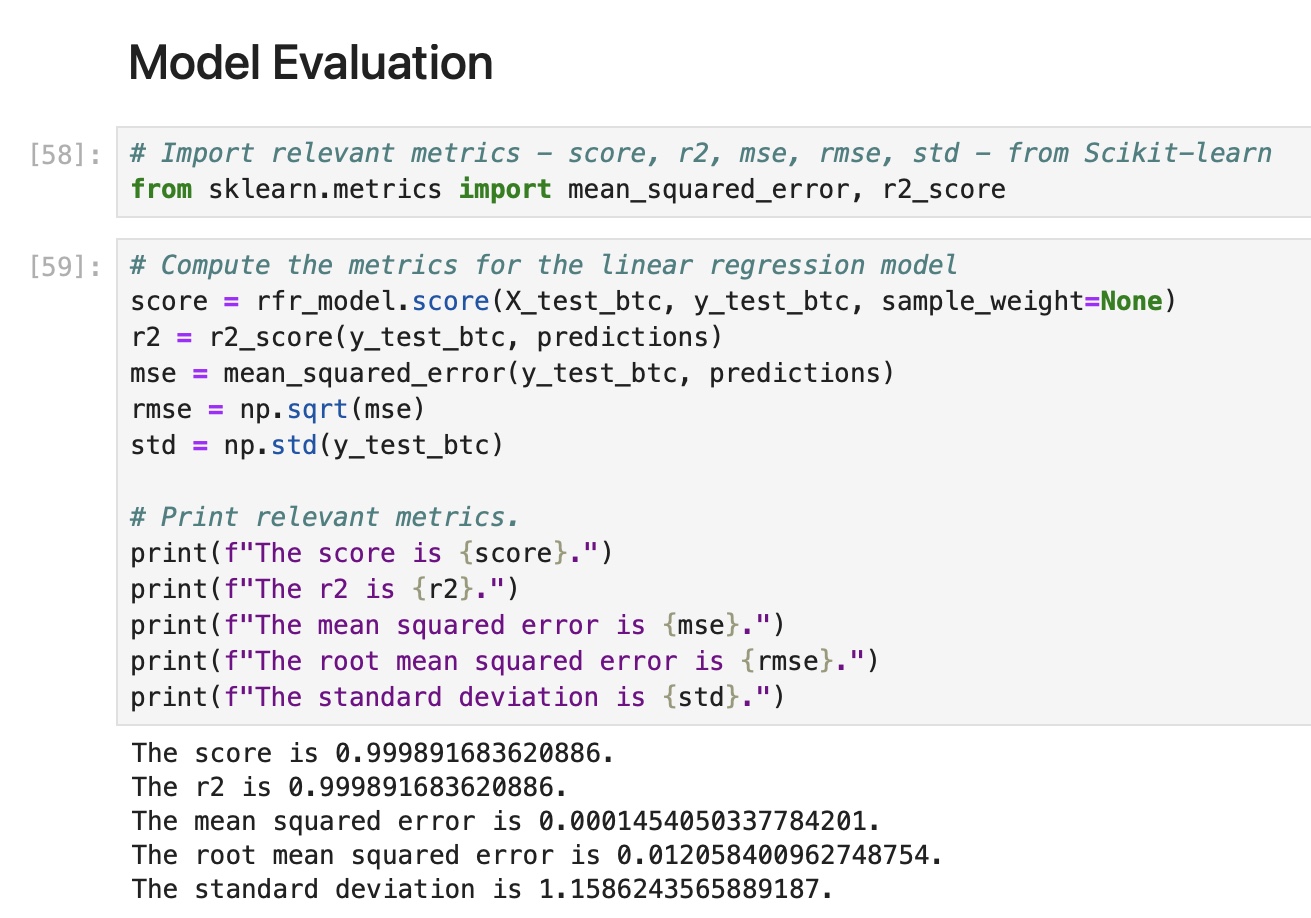 Model Evaluation
[58]:
# Import relevant metrics – score, r2, mse, rmse, std – from Scikit–learn
from sklearn.metrics import mean_squared_error, r2_score
[59]:
# Compute the metrics for the linear regression model
score = rfr_model.score(X_test_btc, y_test_btc, sample_weight=None)
r2 = r2_score(y_test_btc, predictions)
mse = mean_squared_error(y_test_btc, predictions)
rmse = np.sqrt(mse)
std = np.std(y_test_btc)
# Print relevant metrics.
print(f"The score is {score}.")
print(f"The r2 is {r2}.")
print(f"The mean squared error is {mse}.")
print(f"The root mean squared error is {rmse}.")
print(f"The standard deviation is {std}.")
The score is 0.999891683620886.
The r2 is 0.999891683620886.
The mean squared error is 0.0001454050337784201.
The root mean squared error is 0.012058400962748754.
The standard deviation is 1.1586243565889187.